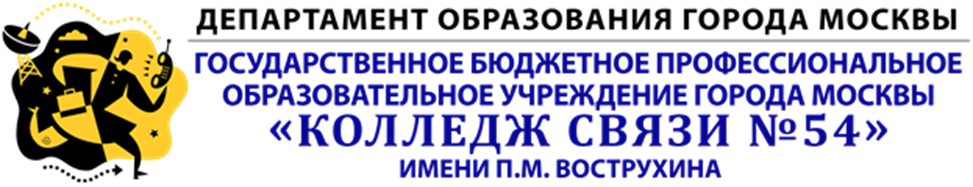 ДЕПАРТАМЕНТ ОБРАЗОВАНИЯ ГОРОДА МОСКВЫ
ГОСУДАРСТВЕННОЕ БЮДЖЕТНОЕ ПРОФЕССИОНАЛЬНОЕ
ОБРАЗОВАТЕЛЬНОЕ УЧРЕЖДЕНИЕ ГОРОДА МОСКВЫ
«КОЛЛЕДЖ СВЯЗИ №54»
ИМЕНИ П.М. ВОСТРУХИНА